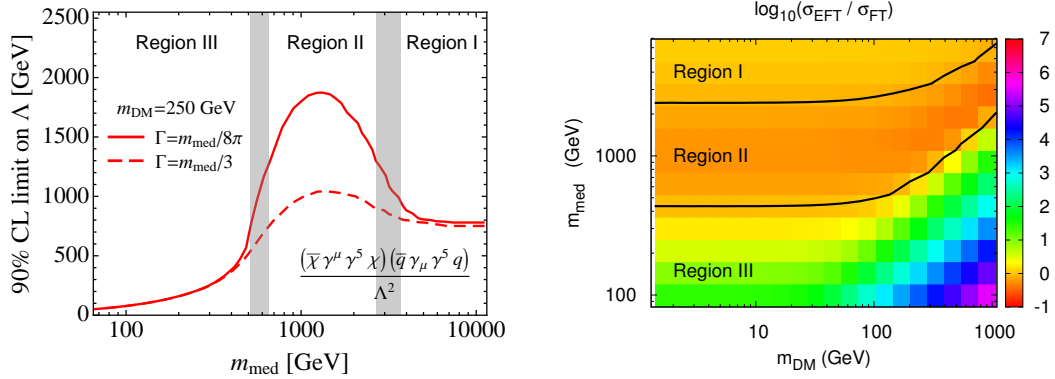 Region III Region II Region I
2500
2000
1500
1000
500
0
90% CL limit on Λ [GeV]
m_DM=250 GeV
Γ=m_med/8π
Γ=m_med/3
(χ̄ γ^μ γ^5 χ) (q̄ γ_μ γ^5 q)
Λ^2
100 500 1000 5000 10000
m_med [GeV]
log_10(σ_EFT / σ_FT)
Region I
Region II
Region III
1000
100
m_med (GeV)
10 100 1000
m_DM (GeV)
7
6
5
4
3
2
1
0
-1